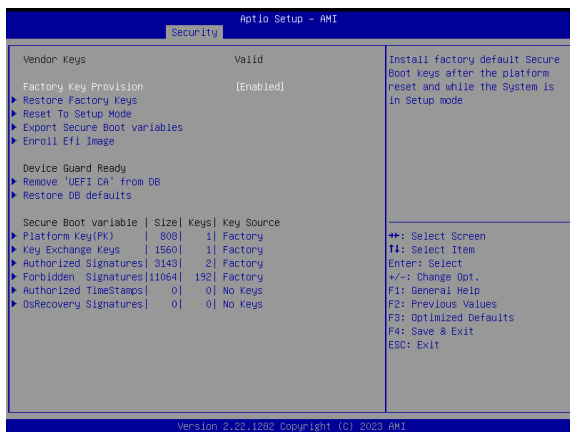 Aptio Setup - AMI
Security
Vendor Keys Valid
Factory Key Provision [Enabled]
Restore Factory Keys
Reset To Setup Mode
Export Secure Boot variables
Enroll Efi Image
Device Guard Ready
Remove 'UEFI CA' from DB
Restore DB defaults
Secure Boot variable | Size| Keys| Key Source
Platform Key(PK) | 808| 1| Factory
Key Exchange Keys | 1560| 1| Factory
Authorized Signatures| 3143| 2| Factory
Forbidden Signatures|11064| 192| Factory
Authorized TimeStamps| 0| 0| No Keys
OsRecovery Signatures| 0| 0| No Keys
Install factory default Secure
Boot keys after the platform
reset and while the System is
in Setup mode
→←: Select Screen
↑↓: Select Item
Enter: Select
+/-: Change Opt.
F1: General Help
F2: Previous Values
F3: Optimized Defaults
F4: Save & Exit
ESC: Exit
Version 2.22.1282 Copyright (C) 2023 AMI